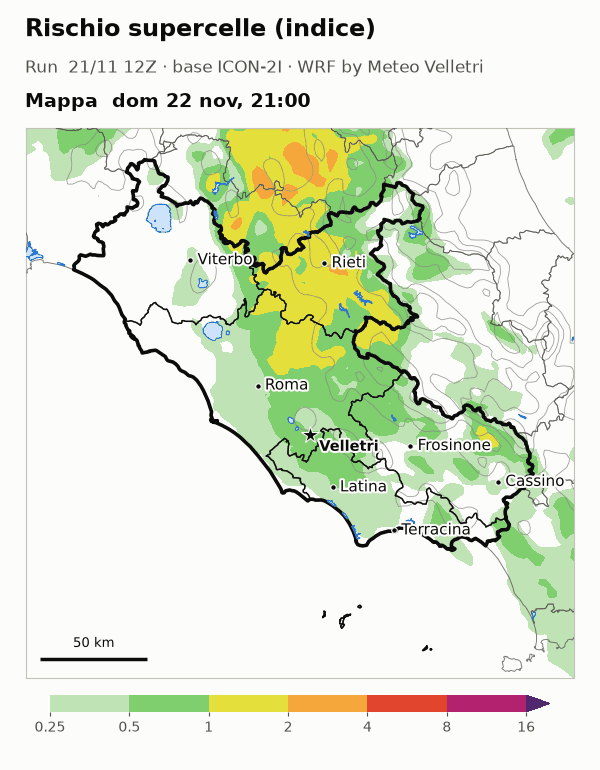 Rischio supercelle (indice)
Run  21/11 12Z · base ICON-2I · WRF by Meteo Velletri
Mappa  dom 22 nov, 21:00
Viterbo
Rieti
Roma
Velletri
Frosinone
Latina
Cassino
Terracina
50 km
0.25 0.5 1 2 4 8 16